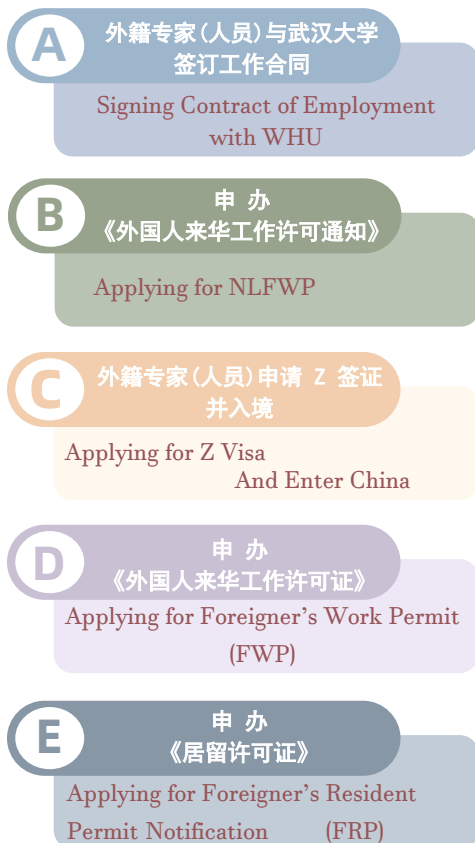 A
外籍专家(人员)与武汉大学
签订工作合同
Signing Contract of Employment
with WHU
B
申 办
《外国人来华工作许可通知》
Applying for NLFWP
C
外籍专家(人员)申请 Z 签证
并入境
Applying for Z Visa
And Enter China
D
申 办
《外国人来华工作许可证》
Applying for Foreigner’s Work Permit
(FWP)
E
申 办
《居留许可证》
Applying for Foreigner’s Resident
Permit Notification (FRP)